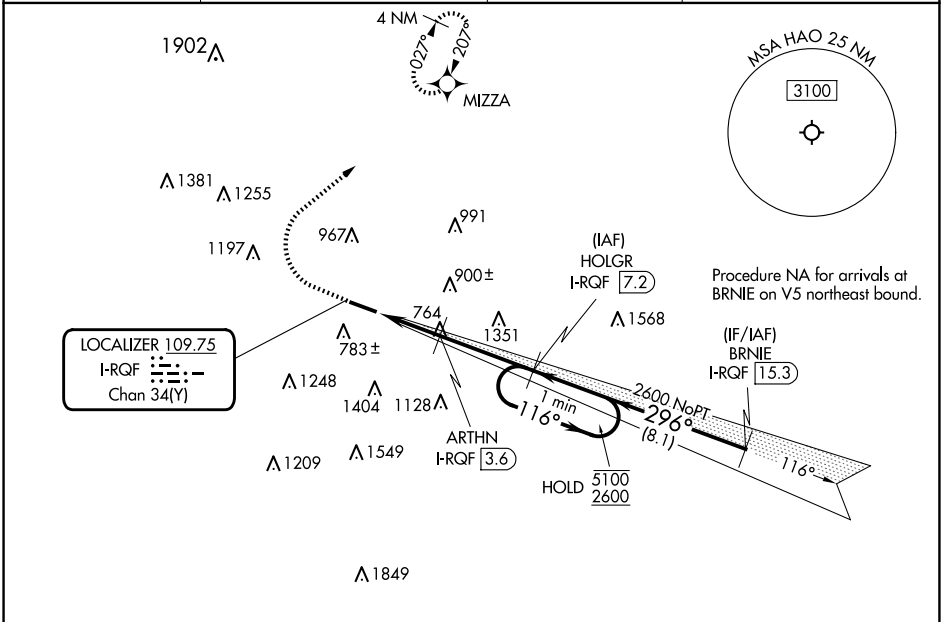 4 NM
027°
207°
MIZZA
1902
MSA HAO 25 NM
3100
1381
1255
1197
967
991
900±
(IAF)
HOLGR
I-RQF 7.2
Procedure NA for arrivals at
BRNIE on V5 northeast bound.
LOCALIZER 109.75
I-RQF
Chan 34(Y)
764
783±
1351
1568
(IF/IAF)
BRNIE
I-RQF 15.3
1248
1404
1128
1 min
116°
2600 NoPT
296°
(8.1)
116°
ARTHN
I-RQF 3.6
HOLD 5100
2600
1209
1549
1849